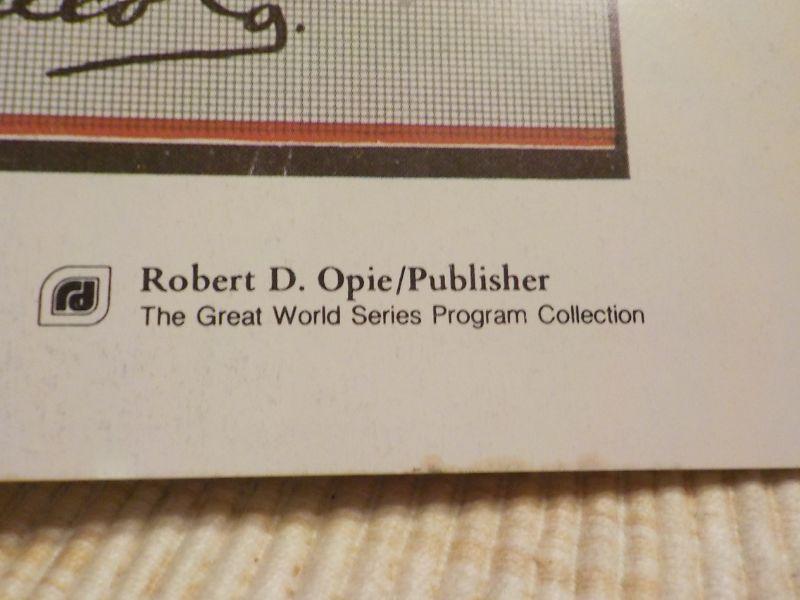 rd
Robert D. Opie/Publisher
The Great World Series Program Collection